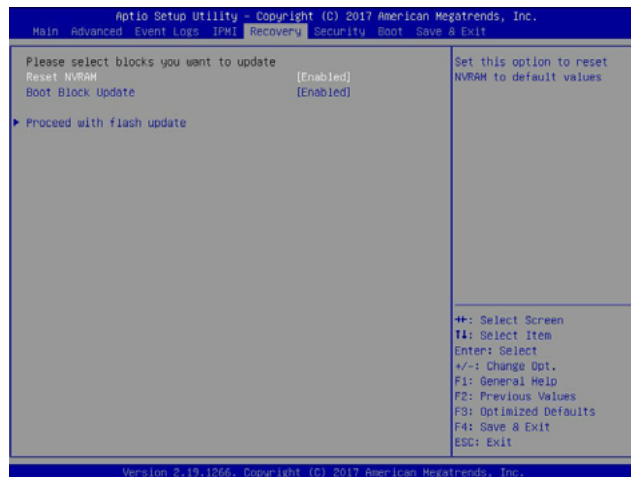 Aptio Setup Utility - Copyright (C) 2017 American Megatrends, Inc.
Main Advanced Event Logs IPMI Recovery Security Boot Save & Exit
Please select blocks you want to update
Reset NVRAM [Enabled]
Boot Block Update [Enabled]
Proceed with flash update
Set this option to reset
NVRAM to default values
: Select Screen
: Select Item
Enter: Select
+/-: Change Opt.
F1: General Help
F2: Previous Values
F3: Optimized Defaults
F4: Save & Exit
ESC: Exit
Version 2.19.1266. Copyright (C) 2017 American Megatrends, Inc.